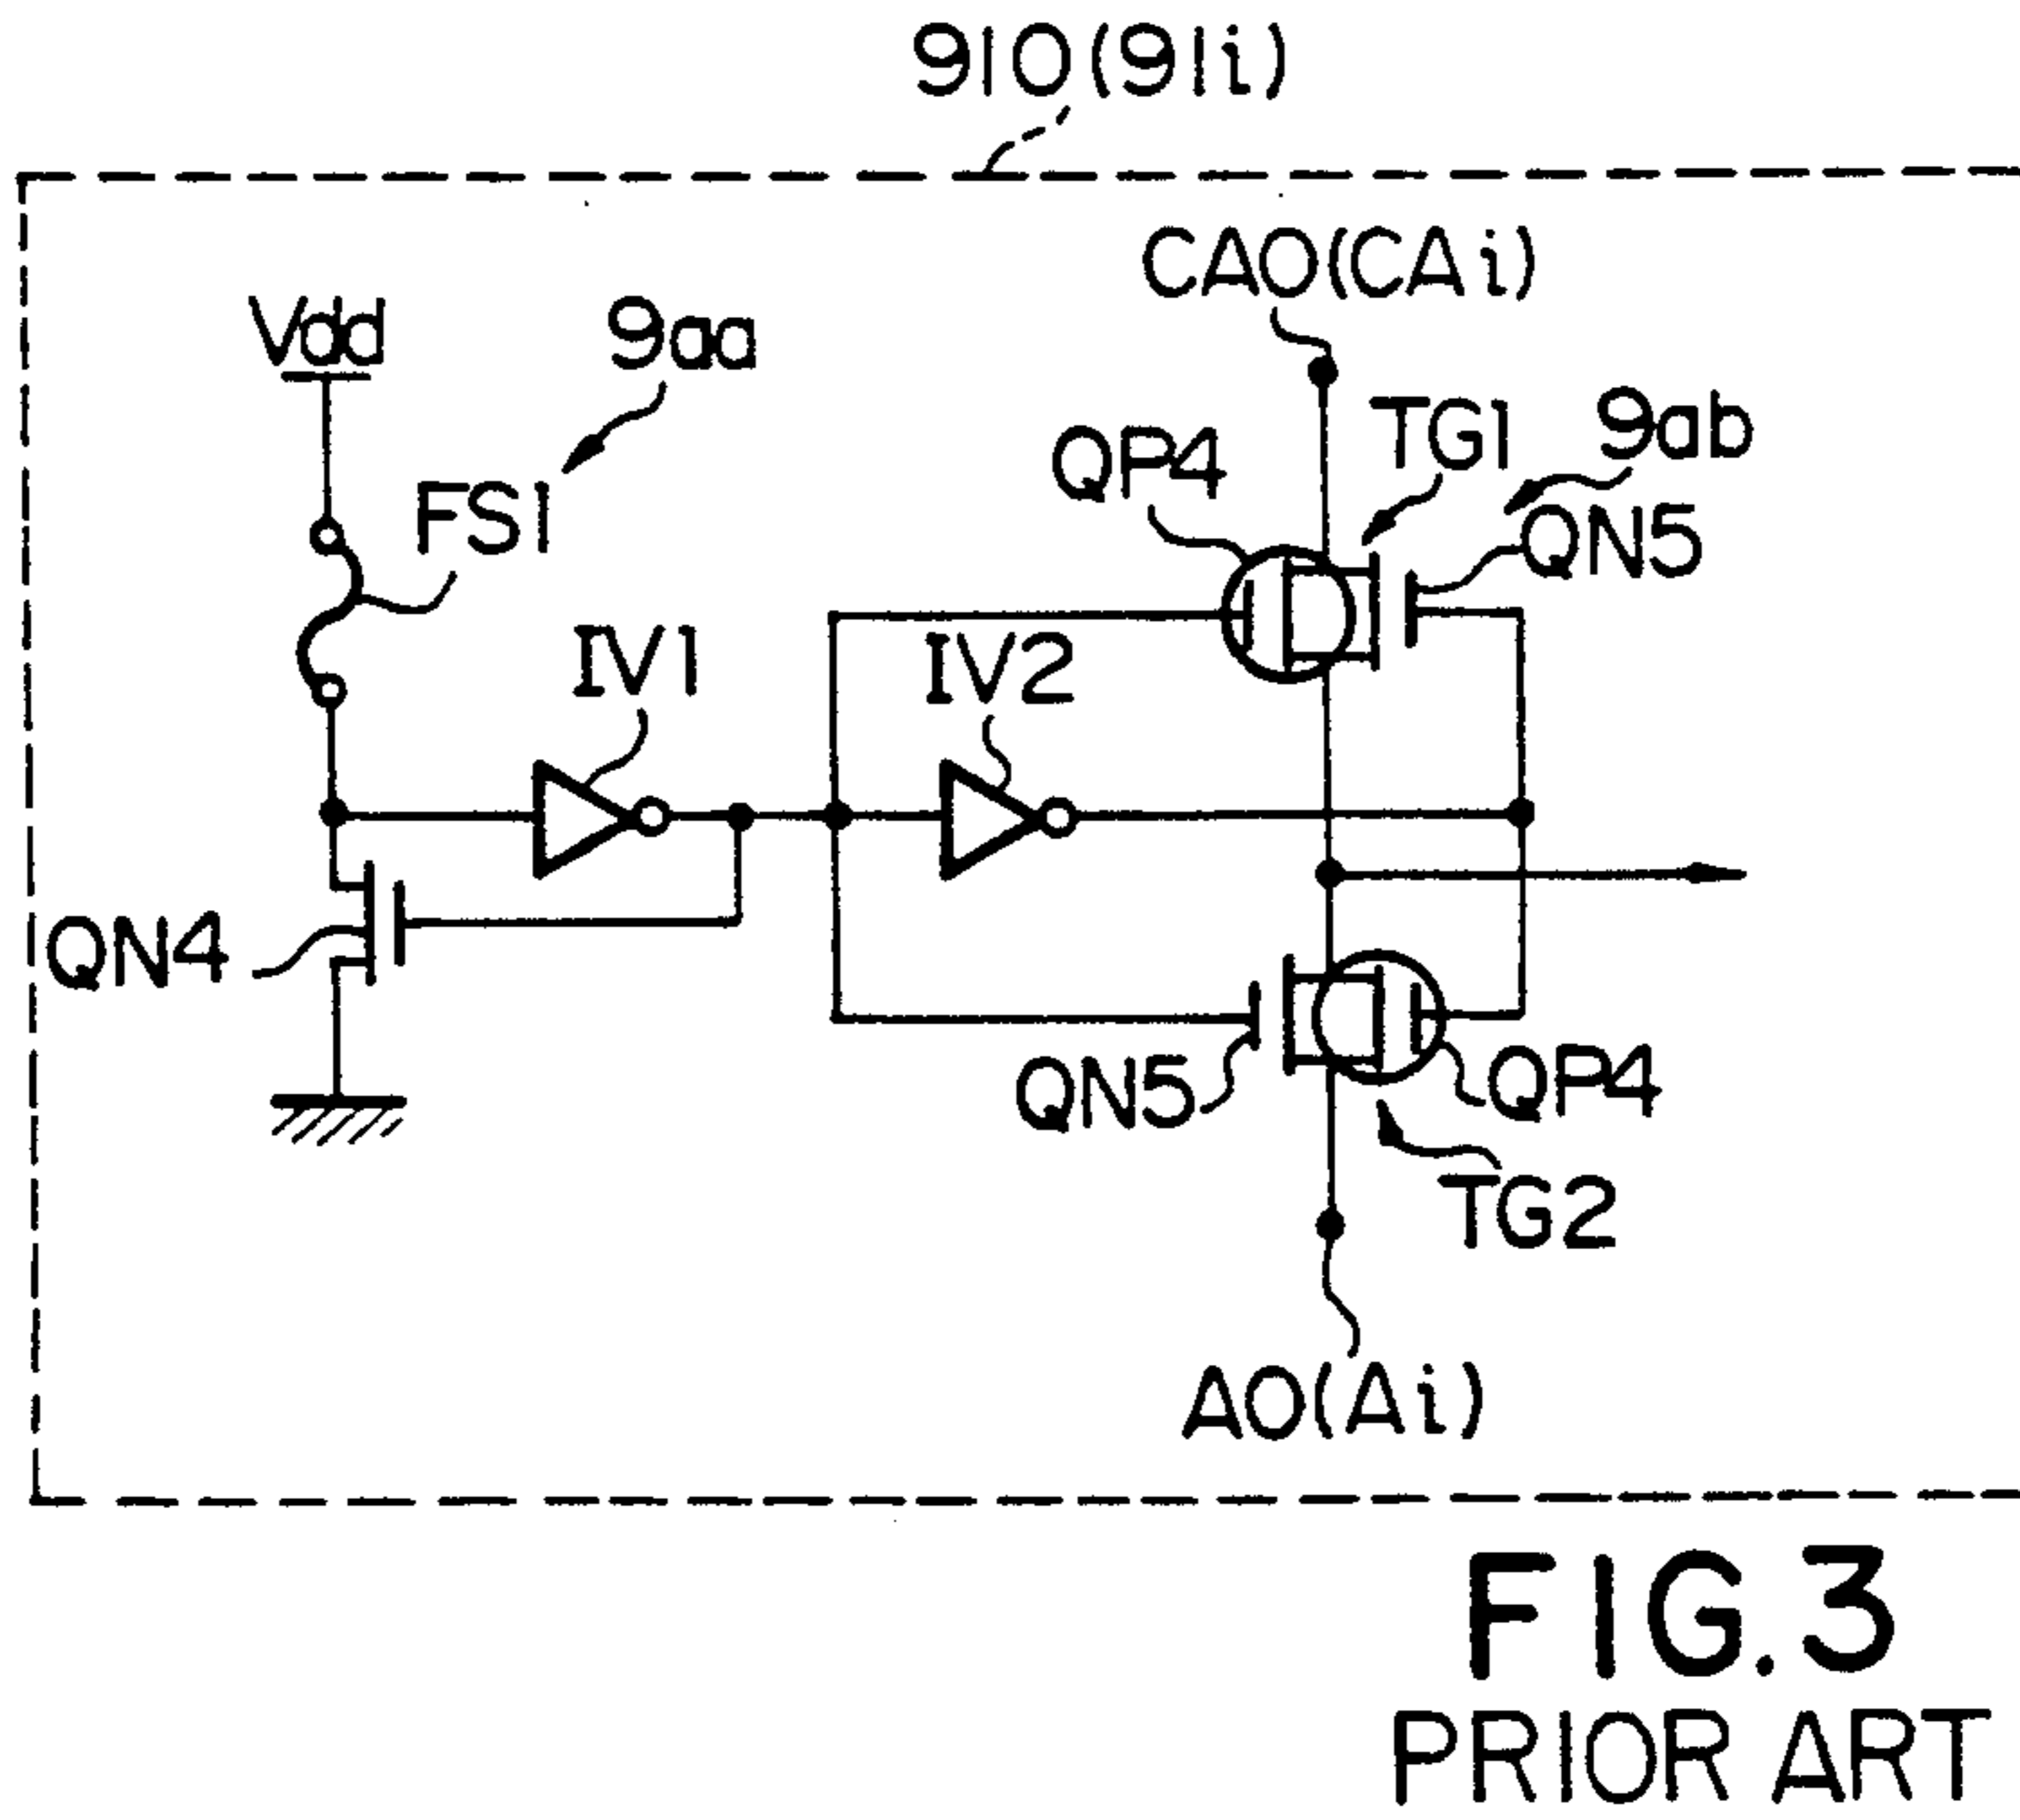 910(91i)
CA0(CAi)
Vdd
9aa
QP4
TG1
9ab
FS1
QN5
IV1
IV2
QN4
QN5
QP4
TG2
A0(Ai)
FIG.3
PRIOR ART